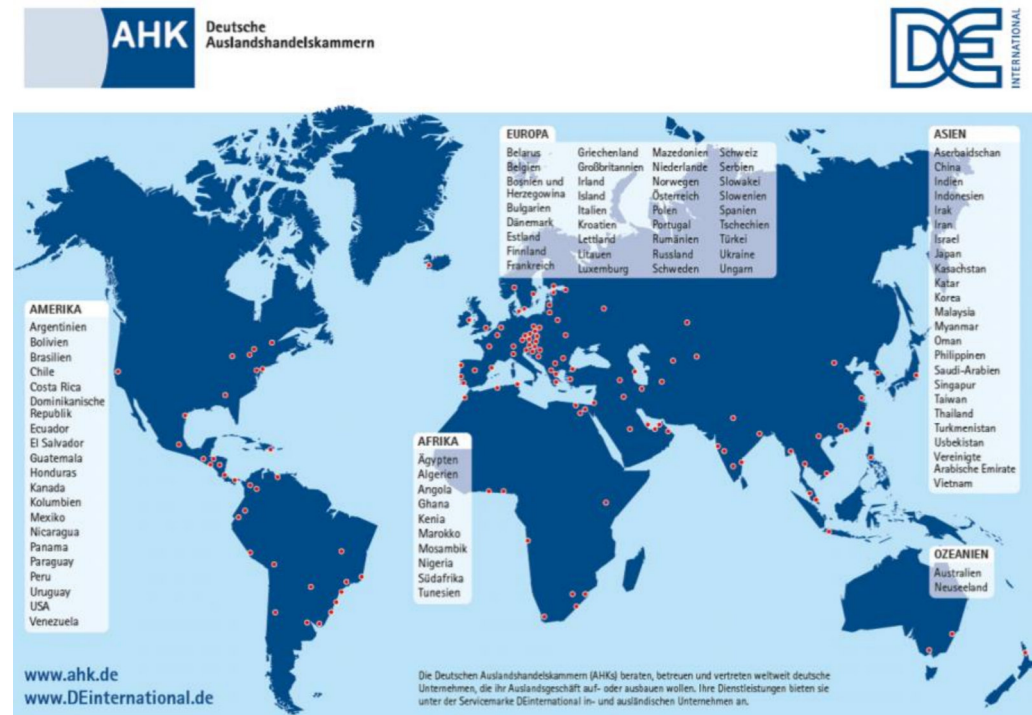 AHK
Deutsche
Auslandshandelskammern
DE
INTERNATIONAL
EUROPA
Belarus
Belgien
Bosnien und
Herzegowina
Bulgarien
Dänemark
Estland
Finnland
Frankreich
Griechenland
Großbritannien
Irland
Island
Italien
Kroatien
Lettland
Litauen
Luxemburg
Mazedonien
Niederlande
Norwegen
Österreich
Polen
Portugal
Rumänien
Russland
Schweden
Schweiz
Serbien
Slowakei
Slowenien
Spanien
Tschechien
Türkei
Ukraine
Ungarn
ASIEN
Aserbaidschan
China
Indien
Indonesien
Irak
Iran
Israel
Japan
Kasachstan
Katar
Korea
Malaysia
Myanmar
Oman
Philippinen
Saudi-Arabien
Singapur
Taiwan
Thailand
Turkmenistan
Usbekistan
Vereinigte
Arabische Emirate
Vietnam
AMERIKA
Argentinien
Bolivien
Brasilien
Chile
Costa Rica
Dominikanische
Republik
Ecuador
El Salvador
Guatemala
Honduras
Kanada
Kolumbien
Mexiko
Nicaragua
Panama
Paraguay
Peru
Uruguay
USA
Venezuela
AFRIKA
Ägypten
Algerien
Angola
Ghana
Kenia
Marokko
Mosambik
Nigeria
Südafrika
Tunesien
OZEANIEN
Australien
Neuseeland
www.ahk.de
www.DEinternational.de
Die Deutschen Auslandshandelskammern (AHKs) beraten, betreuen und vertreten weltweit deutsche
Unternehmen, die ihr Auslandsgeschäft auf- oder ausbauen wollen. Ihre Dienstleistungen bieten sie
unter der Servicemarke DEinternational in- und ausländischen Unternehmen an.